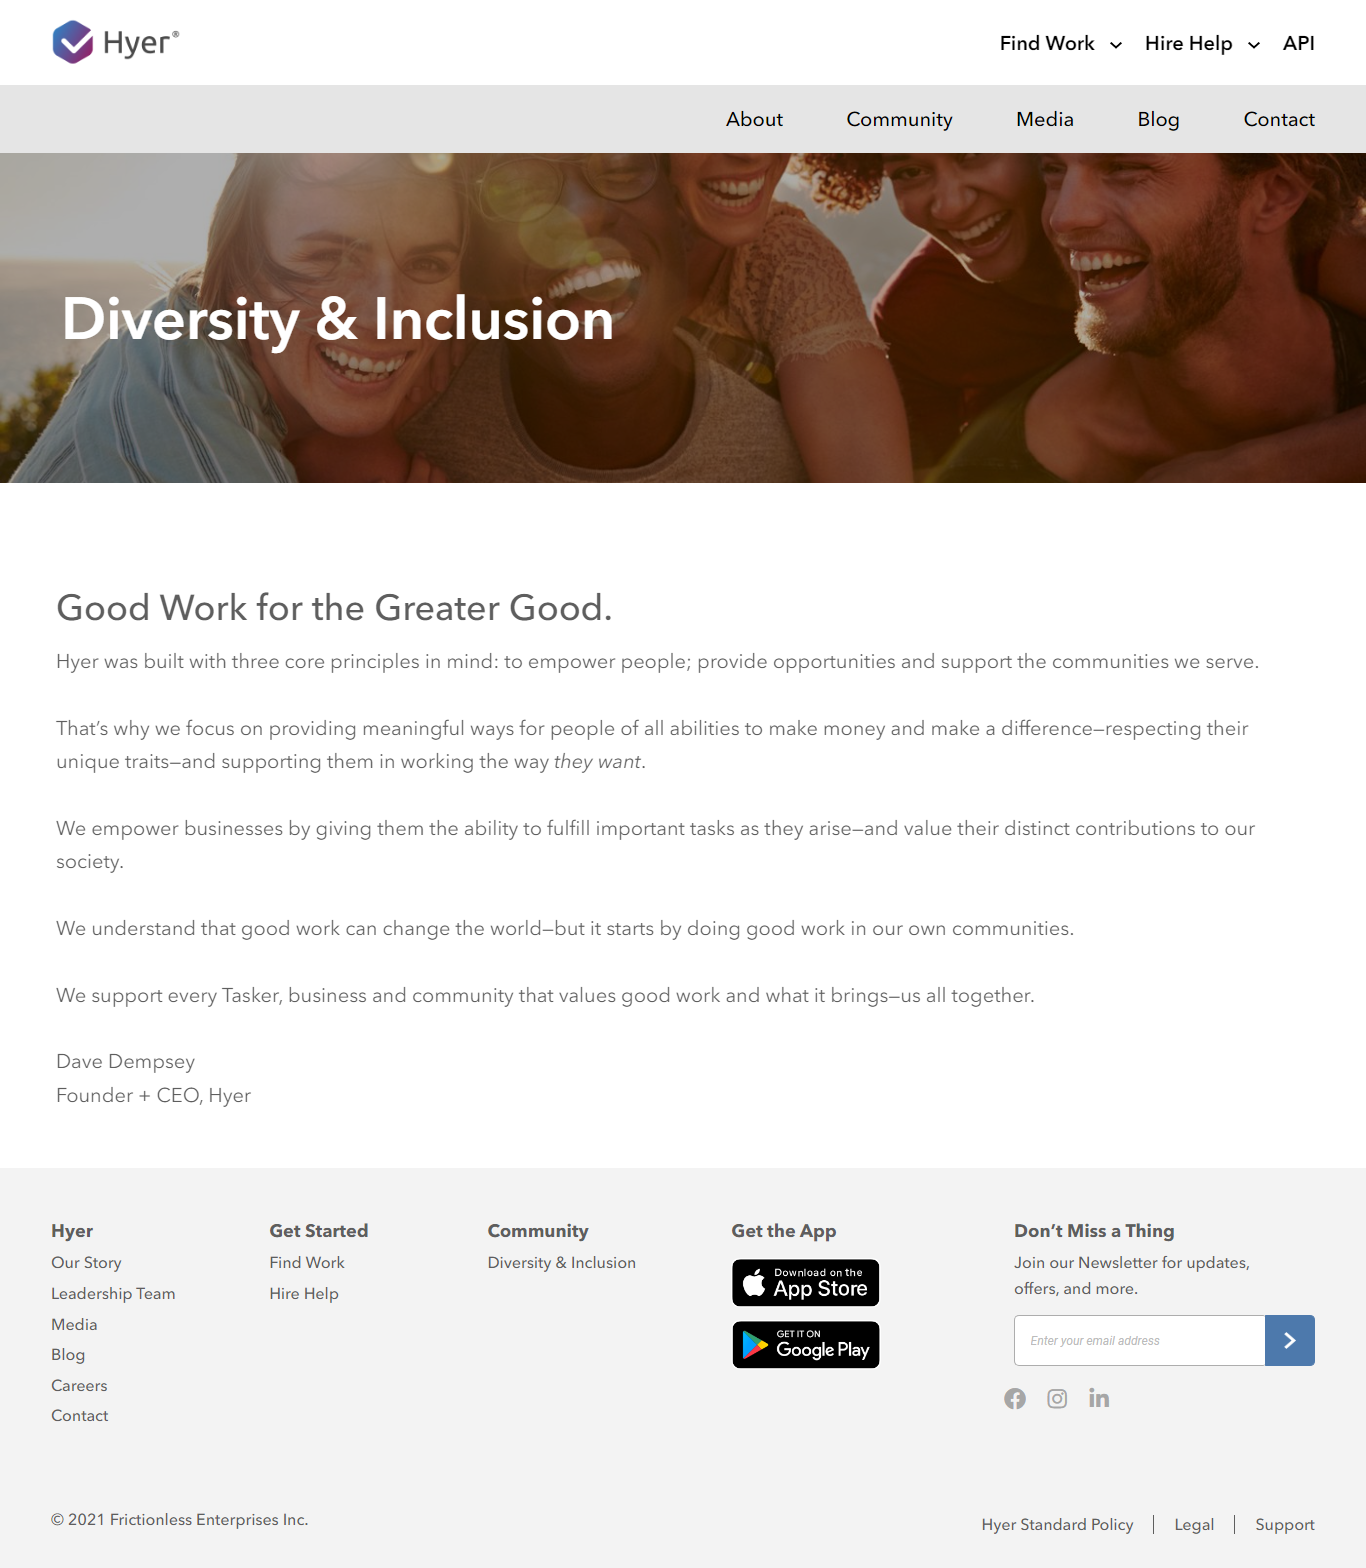 Hyer®
Find Work
Hire Help
API
About
Community
Media
Blog
Contact
Diversity & Inclusion
Good Work for the Greater Good.
Hyer was built with three core principles in mind: to empower people; provide opportunities and support the communities we serve.
That’s why we focus on providing meaningful ways for people of all abilities to make money and make a difference—respecting their
unique traits—and supporting them in working the way they want.
We empower businesses by giving them the ability to fulfill important tasks as they arise—and value their distinct contributions to our
society.
We understand that good work can change the world—but it starts by doing good work in our own communities.
We support every Tasker, business and community that values good work and what it brings—us all together.
Dave Dempsey
Founder + CEO, Hyer
Hyer
Our Story
Leadership Team
Media
Blog
Careers
Contact
Get Started
Find Work
Hire Help
Community
Diversity & Inclusion
Get the App
Download on the
App Store
GET IT ON
Google Play
Don’t Miss a Thing
Join our Newsletter for updates,
offers, and more.
Enter your email address
in
© 2021 Frictionless Enterprises Inc.
Hyer Standard Policy
Legal
Support